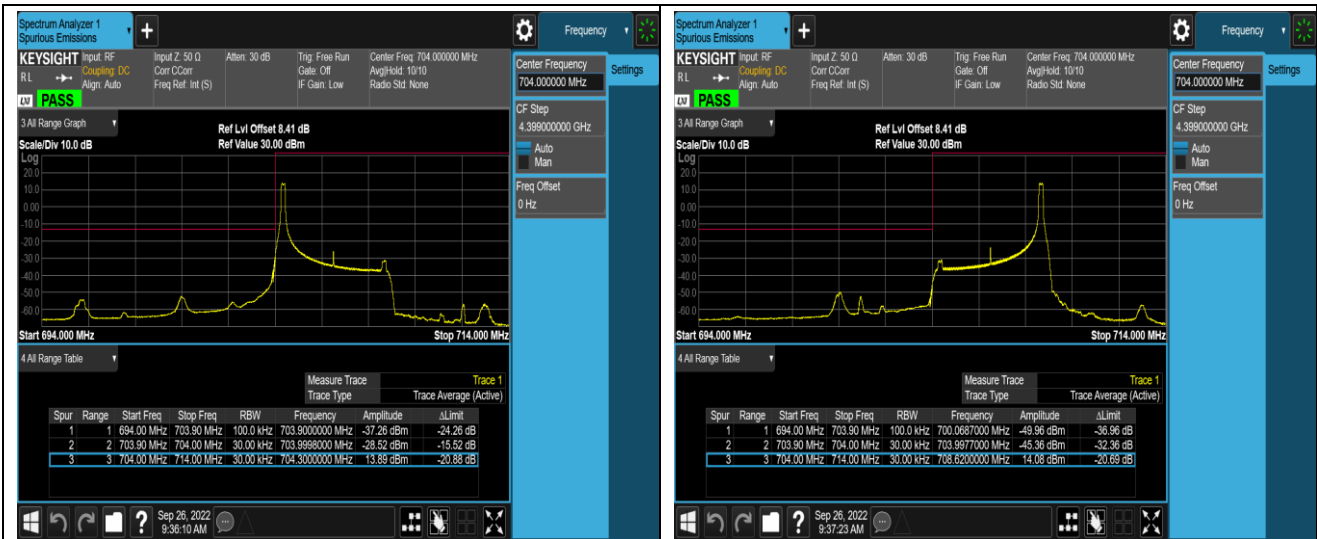 Spectrum Analyzer 1
Spurious Emissions
Frequency
KEYSIGHT
RL
LXI
PASS
Input: RF
Coupling: DC
Align: Auto
Input Z: 50 Ω
Corr CCorr
Freq Ref: Int (S)
Atten: 30 dB
Trig: Free Run
Gate: Off
IF Gain: Low
Center Freq: 704.000000 MHz
Avg|Hold: 10/10
Radio Std: None
Center Frequency
704.000000 MHz
Settings
CF Step
4.399000000 GHz
Auto
Man
Freq Offset
0 Hz
3 All Range Graph
Scale/Div 10.0 dB
Ref Lvl Offset 8.41 dB
Ref Value 30.00 dBm
Log
20.0
10.0
0.00
-10.0
-20.0
-30.0
-40.0
-50.0
-60.0
Start 694.000 MHz
Stop 714.000 MHz
4 All Range Table
Measure Trace Trace 1
Trace Type Trace Average (Active)
Spur Range Start Freq Stop Freq RBW Frequency Amplitude ΔLimit
1 1 694.00 MHz 703.90 MHz 100.0 kHz 703.9000000 MHz -37.26 dBm -24.26 dB
2 2 703.90 MHz 704.00 MHz 30.00 kHz 703.9998000 MHz -28.52 dBm -15.52 dB
3 3 704.00 MHz 714.00 MHz 30.00 kHz 704.3000000 MHz 13.89 dBm -20.88 dB
?
Sep 26, 2022
9:36:10 AM
Spectrum Analyzer 1
Spurious Emissions
Frequency
KEYSIGHT
RL
LXI
PASS
Input: RF
Coupling: DC
Align: Auto
Input Z: 50 Ω
Corr CCorr
Freq Ref: Int (S)
Atten: 30 dB
Trig: Free Run
Gate: Off
IF Gain: Low
Center Freq: 704.000000 MHz
Avg|Hold: 10/10
Radio Std: None
Center Frequency
704.000000 MHz
Settings
CF Step
4.399000000 GHz
Auto
Man
Freq Offset
0 Hz
3 All Range Graph
Scale/Div 10.0 dB
Ref Lvl Offset 8.41 dB
Ref Value 30.00 dBm
Log
20.0
10.0
0.00
-10.0
-20.0
-30.0
-40.0
-50.0
-60.0
Start 694.000 MHz
Stop 714.000 MHz
4 All Range Table
Measure Trace Trace 1
Trace Type Trace Average (Active)
Spur Range Start Freq Stop Freq RBW Frequency Amplitude ΔLimit
1 1 694.00 MHz 703.90 MHz 100.0 kHz 700.0687000 MHz -49.96 dBm -36.96 dB
2 2 703.90 MHz 704.00 MHz 30.00 kHz 703.9977000 MHz -45.36 dBm -32.36 dB
3 3 704.00 MHz 714.00 MHz 30.00 kHz 708.6200000 MHz 14.08 dBm -20.69 dB
?
Sep 26, 2022
9:37:23 AM